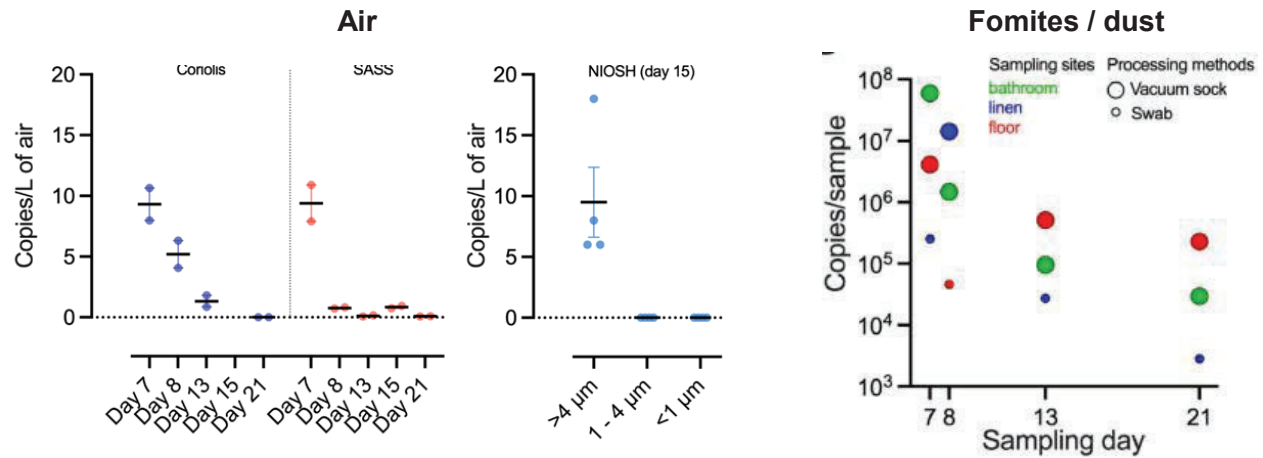 Air
Fomites / dust
Coriolis
SASS
20
15
10
5
0
Copies/L of air
Day 7
Day 8
Day 13
Day 15
Day 21
Day 7
Day 8
Day 13
Day 15
Day 21
NIOSH (day 15)
20
15
10
5
0
Copies/L of air
>4 µm
1 - 4 µm
<1 µm
Sampling sites
Processing methods
bathroom
Vacuum sock
linen
Swab
floor
10⁸
10⁷
10⁶
10⁵
10⁴
10³
Copies/sample
7 8 13 21
Sampling day